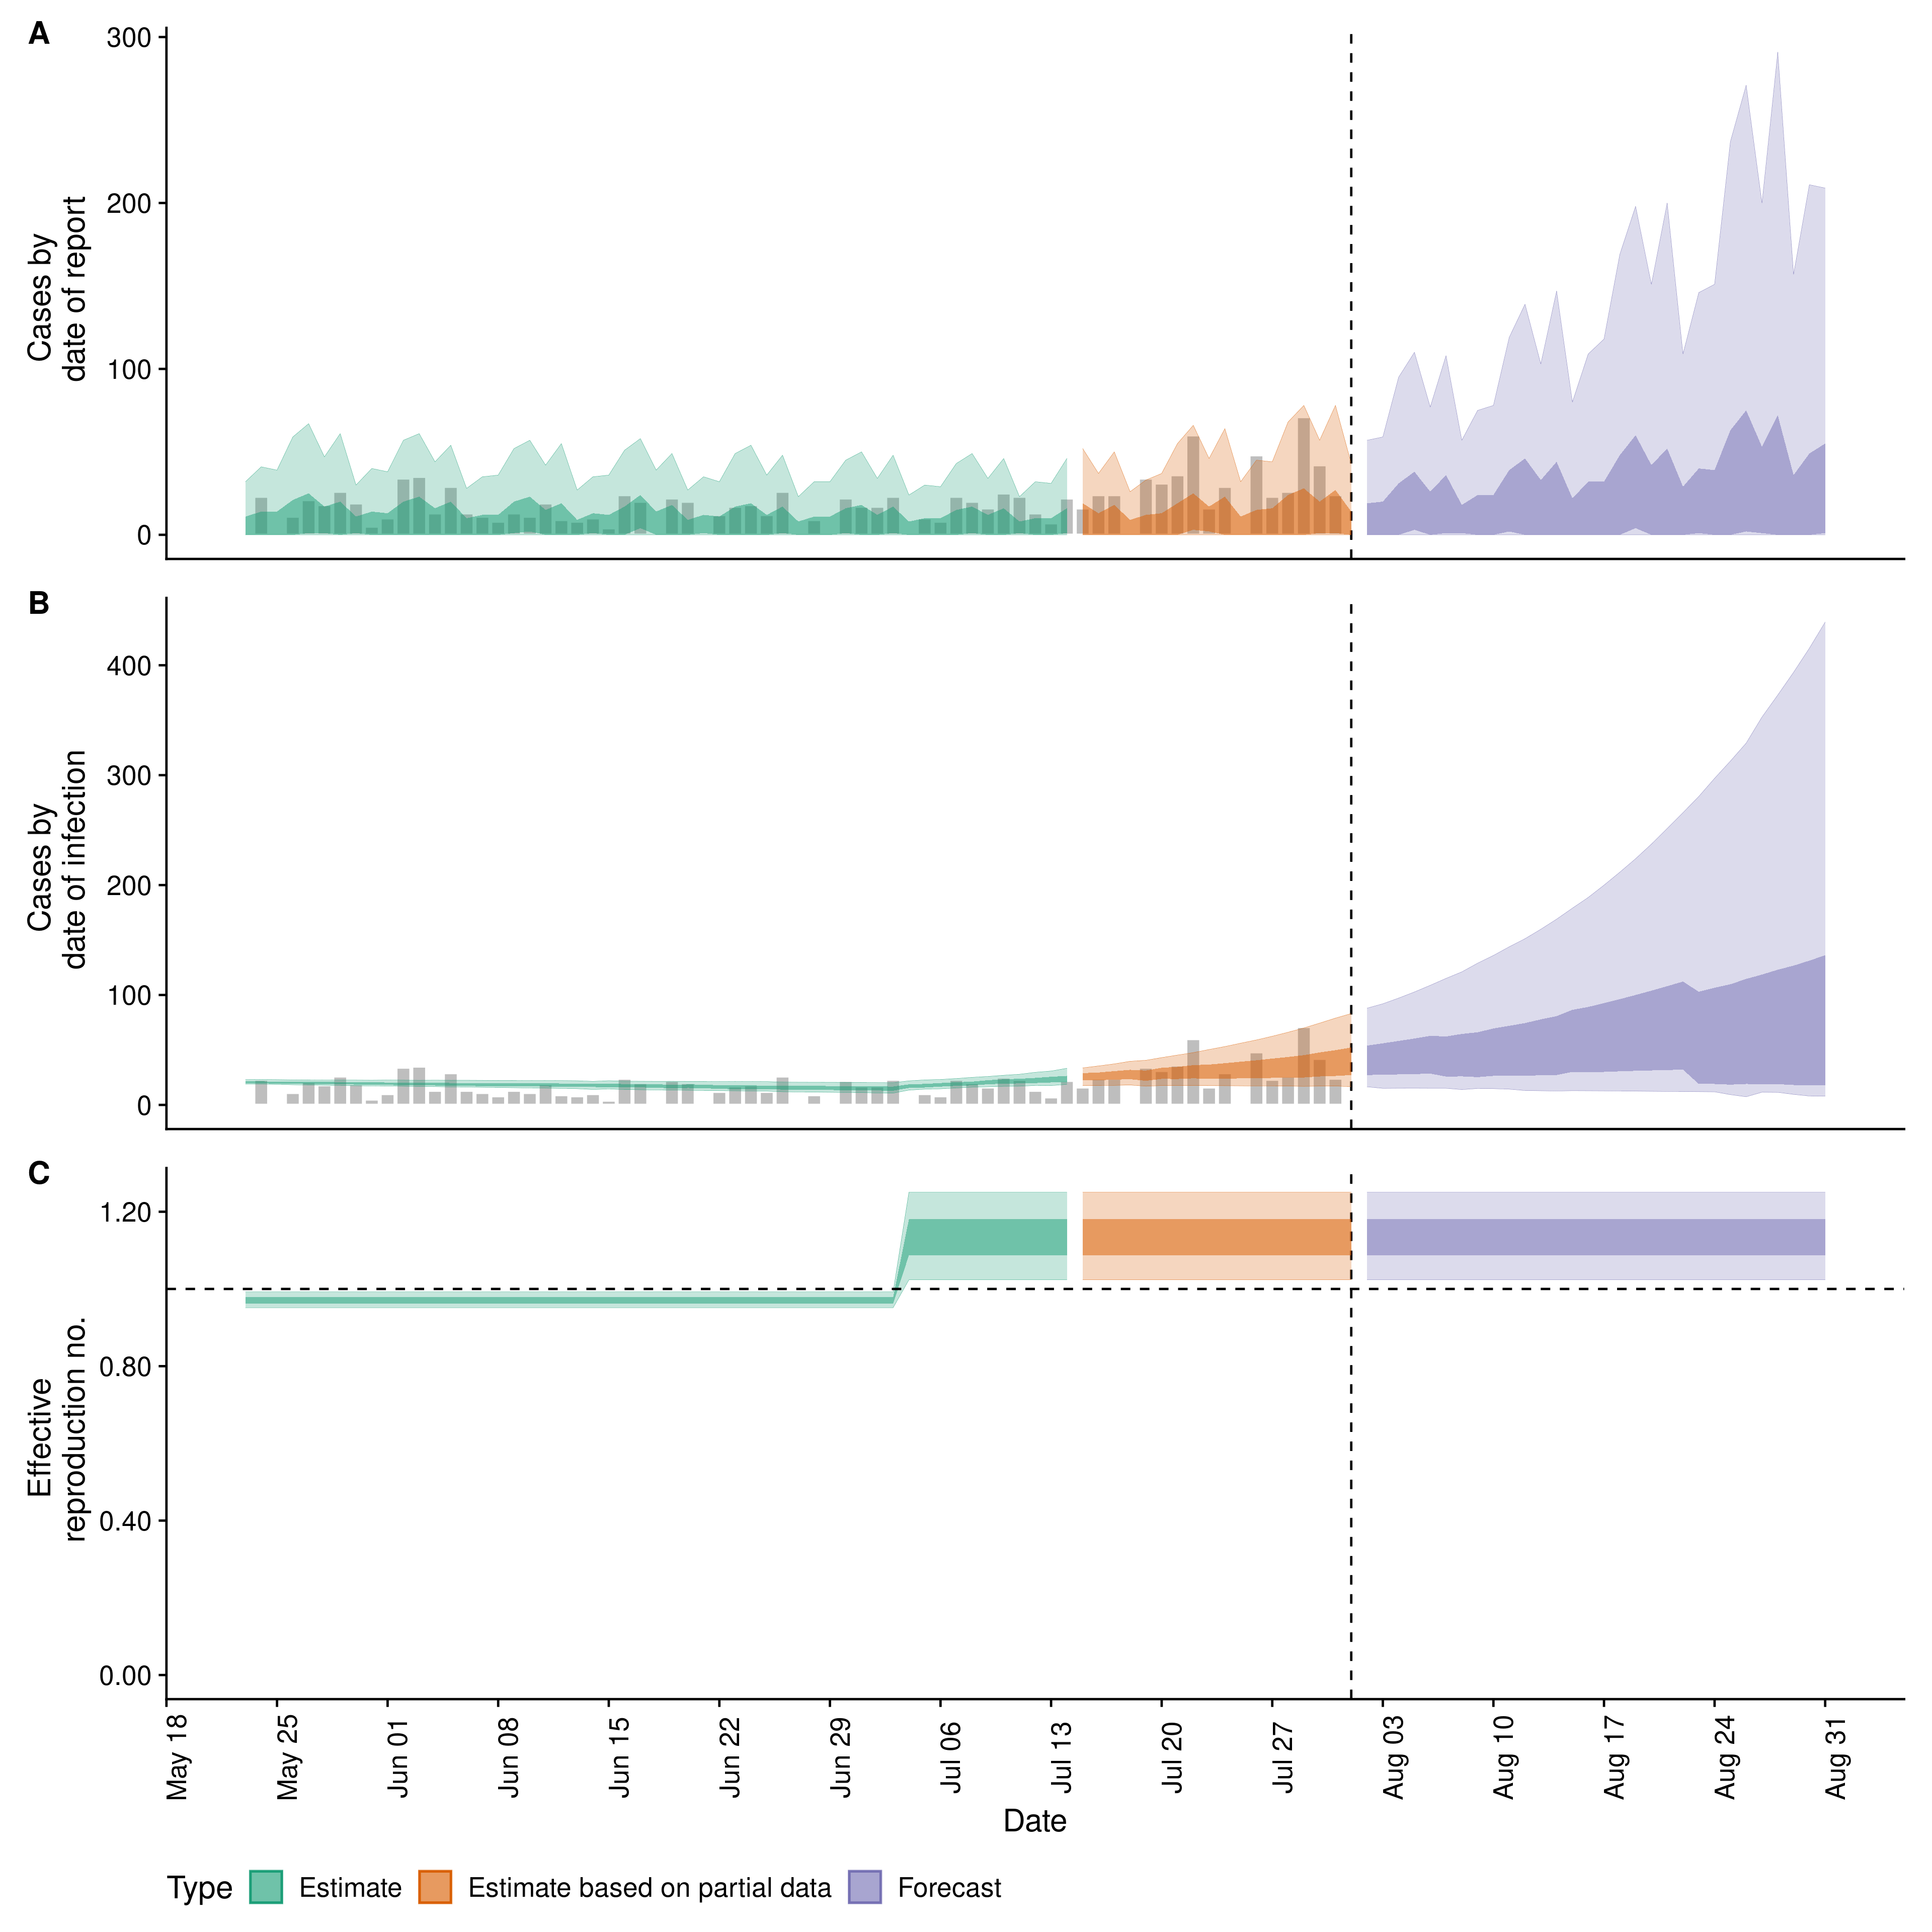 A
300
200
100
0
Cases by
date of report
B
400
300
200
100
0
Cases by
date of infection
C
1.20
0.80
0.40
0.00
Effective
reproduction no.
May 18
May 25
Jun 01
Jun 08
Jun 15
Jun 22
Jun 29
Jul 06
Jul 13
Jul 20
Jul 27
Aug 03
Aug 10
Aug 17
Aug 24
Aug 31
Date
Type Estimate Estimate based on partial data Forecast